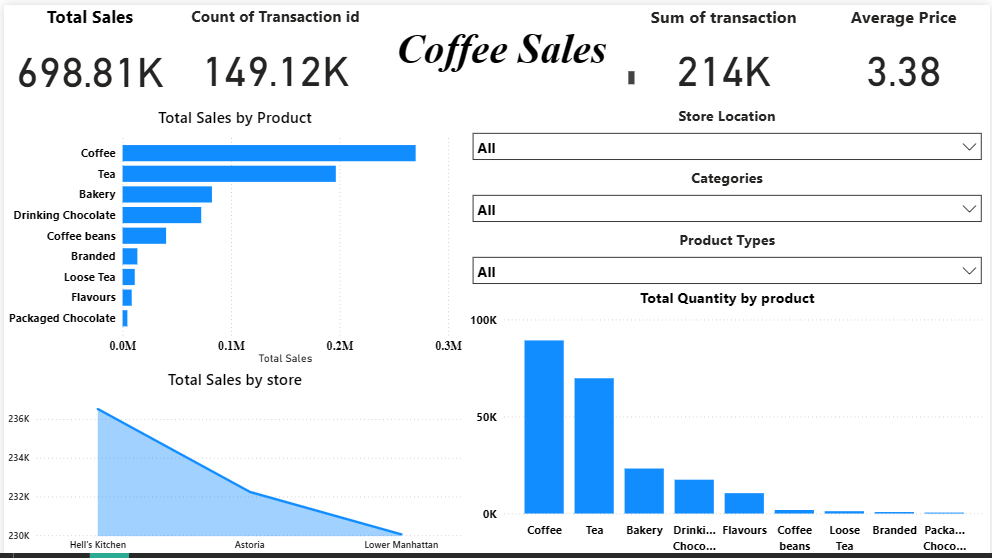 Total Sales
698.81K
Count of Transaction id
149.12K
Coffee Sales
Sum of transaction
214K
Average Price
3.38
Total Sales by Product
Coffee
Tea
Bakery
Drinking Chocolate
Coffee beans
Branded
Loose Tea
Flavours
Packaged Chocolate
0.0M 0.1M 0.2M 0.3M
Total Sales
Store Location
All
Categories
All
Product Types
All
Total Sales by store
236K
234K
232K
230K
Hell's Kitchen Astoria Lower Manhattan
Total Quantity by product
100K
50K
0K
Coffee Tea Bakery Drinki... Flavours Coffee Loose Branded Packa...
Choco... beans Tea Choco...